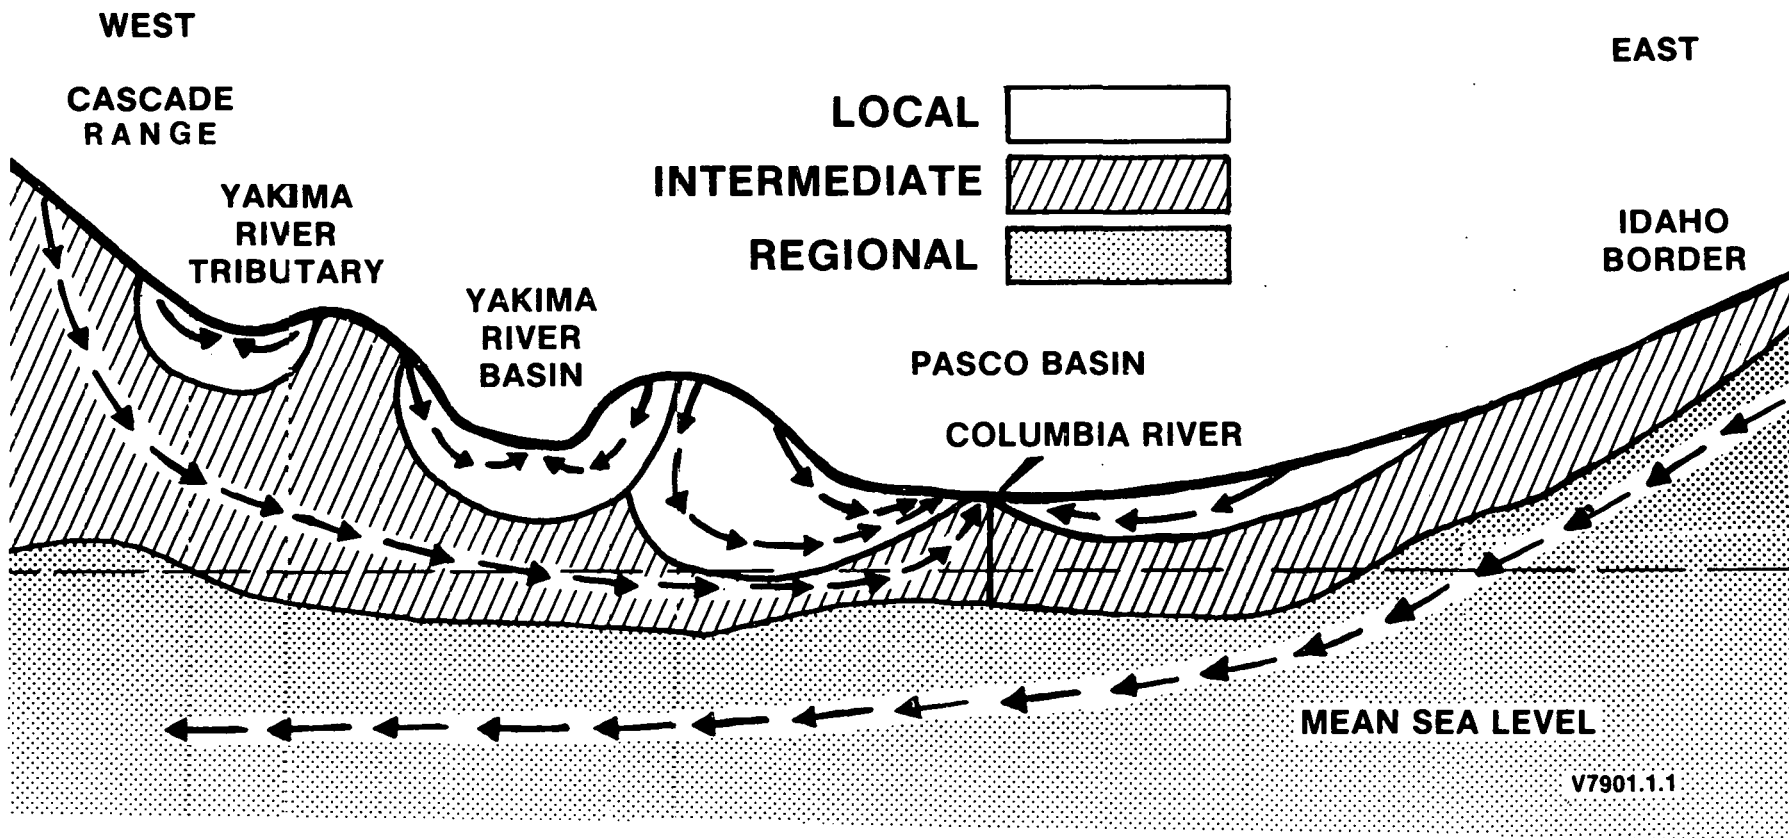 WEST
EAST
CASCADE
RANGE
LOCAL
INTERMEDIATE
REGIONAL
YAKIMA
RIVER
TRIBUTARY
IDAHO
BORDER
YAKIMA
RIVER
BASIN
PASCO BASIN
COLUMBIA RIVER
MEAN SEA LEVEL
V7901.1.1